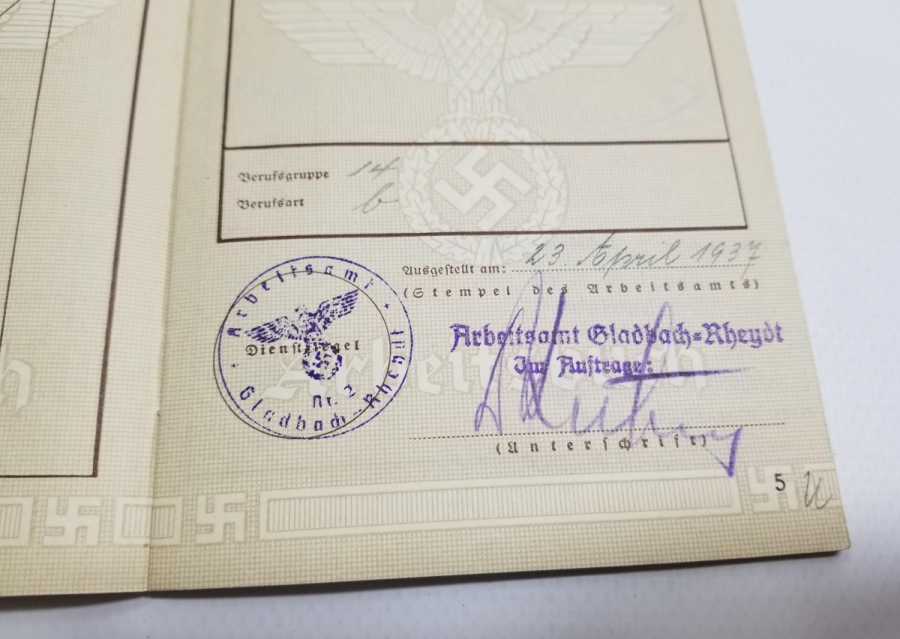 Berufsgruppe 14
Berufsart b
Ausgestellt am: 23 April 1937
(Stempel des Arbeitsamts)
Arbeitsamt
Dienstsiegel
Nr. 2
Gladbach-Rheydt
Arbeitsamt Gladbach=Rheydt
Im Auftrage:
Arbeitsbuch
(Unterschrift)
5